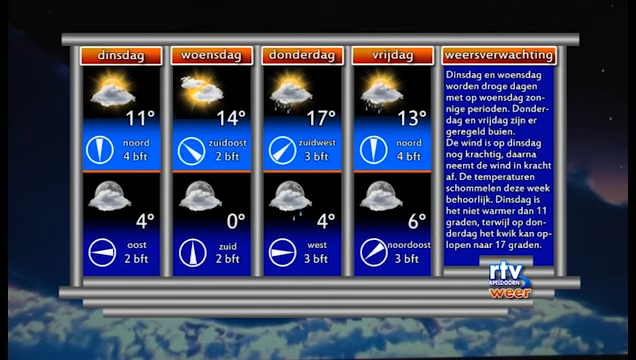 dinsdag woensdag donderdag vrijdag weersverwachting
11° 14° 17° 13°
noord zuidoost zuidwest noord
4 bft 2 bft 3 bft 4 bft
4° 0° 4° 6°
oost zuid west noordoost
2 bft 2 bft 3 bft 3 bft
Dinsdag en woensdag
worden droge dagen
met op woensdag zon-
nige perioden. Donder-
dag en vrijdag zijn er
geregeld buien.
De wind is op dinsdag
nog krachtig, daarna
neemt de wind in kracht
af. De temperaturen
schommelen deze week
behoorlijk. Dinsdag is
het niet warmer dan 11
graden, terwijl op don-
derdag het kwik kan op-
lopen naar 17 graden.
rtv
APELDOORN
weer